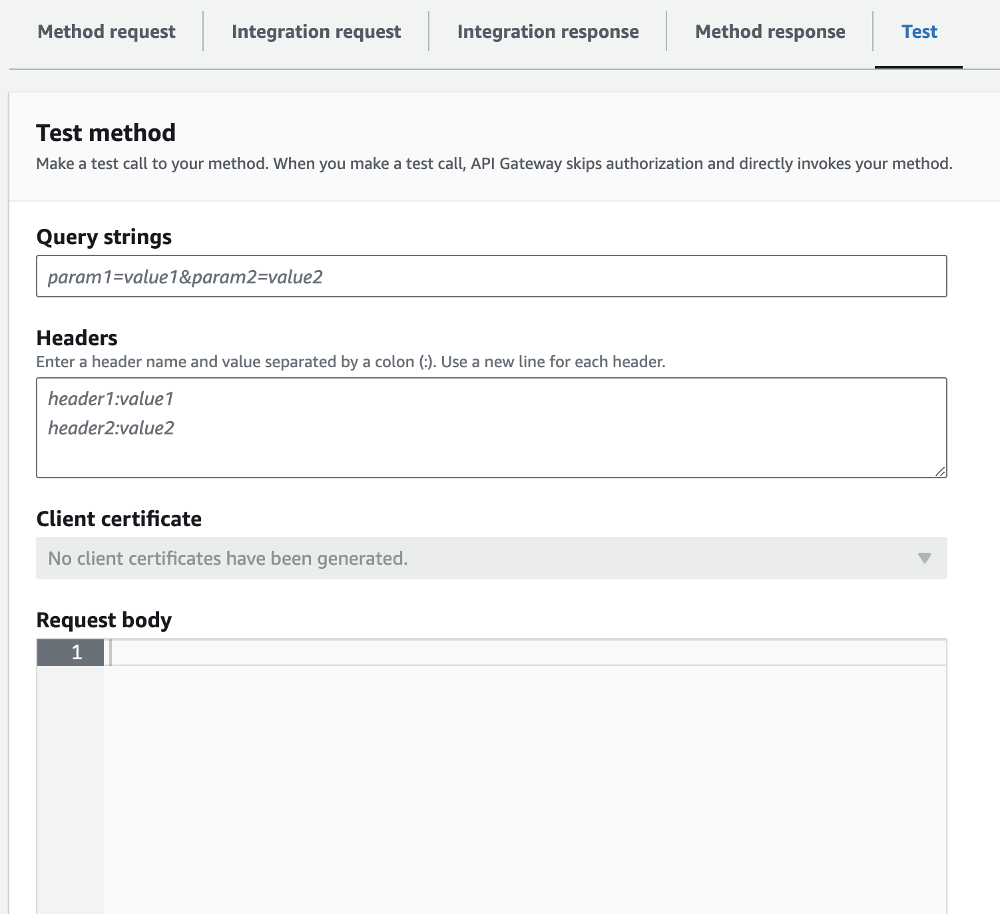 Method request Integration request Integration response Method response Test
Test method
Make a test call to your method. When you make a test call, API Gateway skips authorization and directly invokes your method.
Query strings
param1=value1&param2=value2
Headers
Enter a header name and value separated by a colon (:). Use a new line for each header.
header1:value1
header2:value2
Client certificate
No client certificates have been generated.
Request body
1